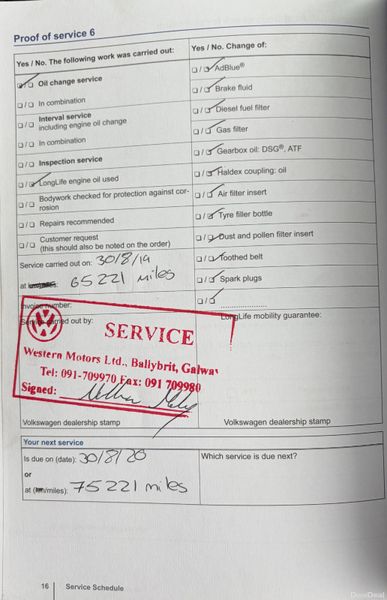 Proof of service 6
Yes / No. The following work was carried out:
Oil change service
In combination
Interval service
including engine oil change
In combination
Inspection service
LongLife engine oil used
Bodywork checked for protection against cor-
rosion
Repairs recommended
Customer request
(this should also be noted on the order)
Service carried out on: 30/8/19
at 65221 miles
Invoice number:
Service carried out by:
Yes / No. Change of:
AdBlue®
Brake fluid
Diesel fuel filter
Gas filter
Gearbox oil: DSG®, ATF
Haldex coupling: oil
Air filter insert
Tyre filler bottle
Dust and pollen filter insert
Toothed belt
Spark plugs
LongLife mobility guarantee:
SERVICE
Western Motors Ltd., Ballybrit, Galway
Tel: 091-709970 Fax: 091 709980
Signed:
Volkswagen dealership stamp
Volkswagen dealership stamp
Your next service
Is due on (date): 30/8/20
or
at (km/miles): 75221 miles
Which service is due next?
16 Service Schedule
DoneDeal